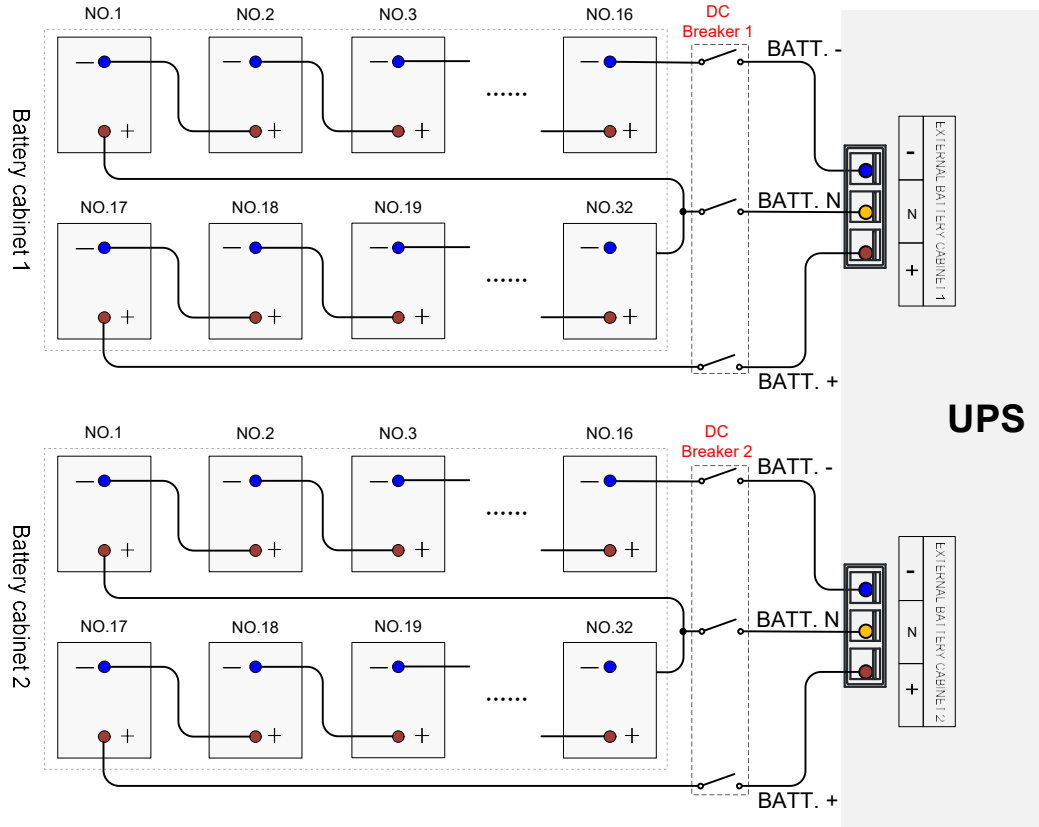 NO.1
NO.2
NO.3
NO.16
DC
Breaker 1
BATT. -
− − − −
......
+ + + +
Battery cabinet 1
NO.17
NO.18
NO.19
NO.32
BATT. N
− − − −
......
+ + + +
BATT. +
- N +
EXTERNAL BATTERY CABINET 1
UPS
NO.1
NO.2
NO.3
NO.16
DC
Breaker 2
BATT. -
− − − −
......
+ + + +
Battery cabinet 2
NO.17
NO.18
NO.19
NO.32
BATT. N
− − − −
......
+ + + +
BATT. +
- N +
EXTERNAL BATTERY CABINET 2